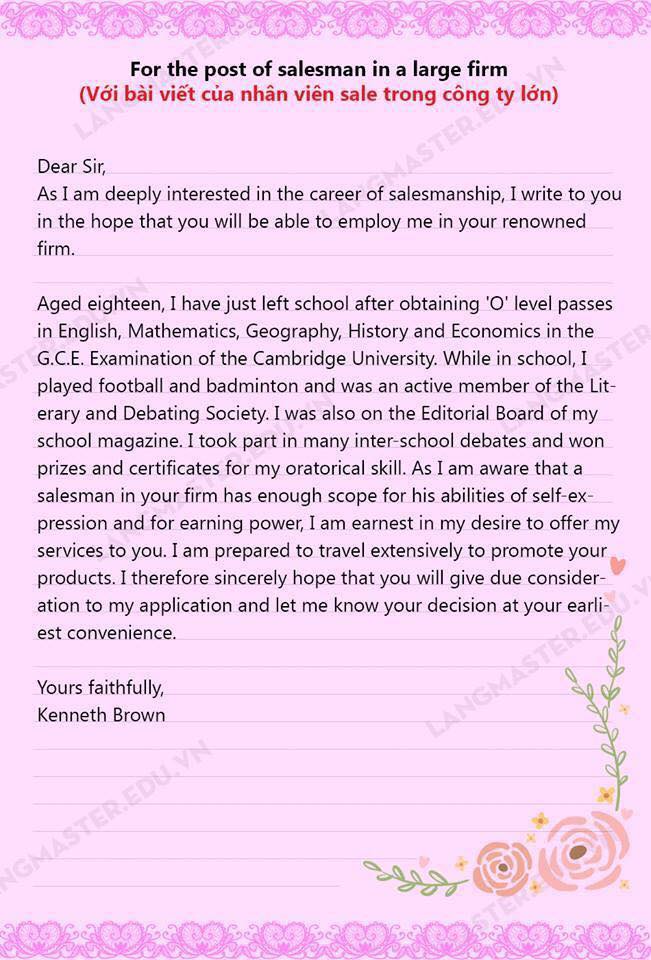 For the post of salesman in a large firm
(Với bài viết của nhân viên sale trong công ty lớn)
Dear Sir,
As I am deeply interested in the career of salesmanship, I write to you
in the hope that you will be able to employ me in your renowned
firm.
Aged eighteen, I have just left school after obtaining 'O' level passes
in English, Mathematics, Geography, History and Economics in the
G.C.E. Examination of the Cambridge University. While in school, I
played football and badminton and was an active member of the Lit-
erary and Debating Society. I was also on the Editorial Board of my
school magazine. I took part in many inter-school debates and won
prizes and certificates for my oratorical skill. As I am aware that a
salesman in your firm has enough scope for his abilities of self-ex-
pression and for earning power, I am earnest in my desire to offer my
services to you. I am prepared to travel extensively to promote your
products. I therefore sincerely hope that you will give due consider-
ation to my application and let me know your decision at your earli-
est convenience.
Yours faithfully,
Kenneth Brown
LANGMASTER.EDU.VN